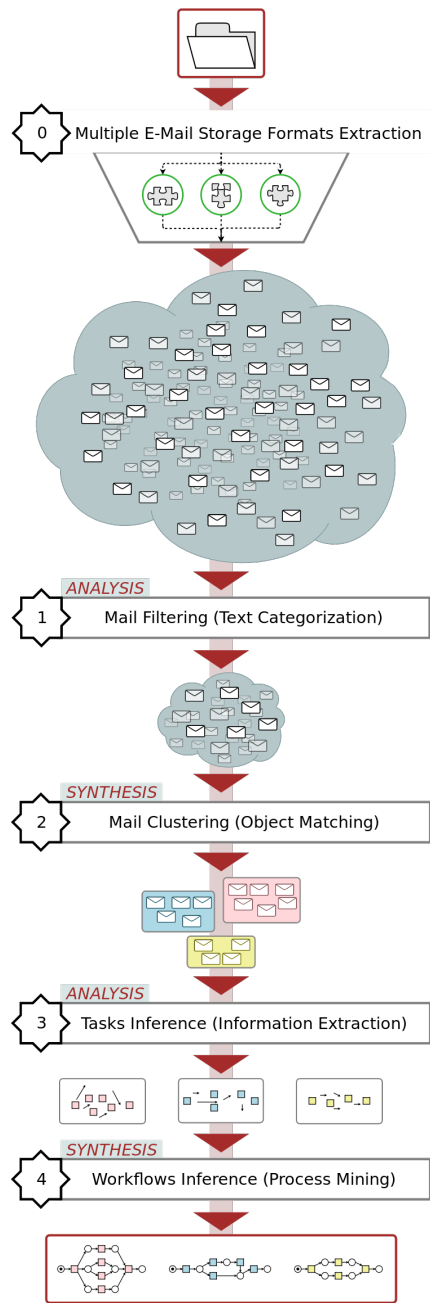 0
Multiple E-Mail Storage Formats Extraction
ANALYSIS
1
Mail Filtering (Text Categorization)
SYNTHESIS
2
Mail Clustering (Object Matching)
ANALYSIS
3
Tasks Inference (Information Extraction)
SYNTHESIS
4
Workflows Inference (Process Mining)